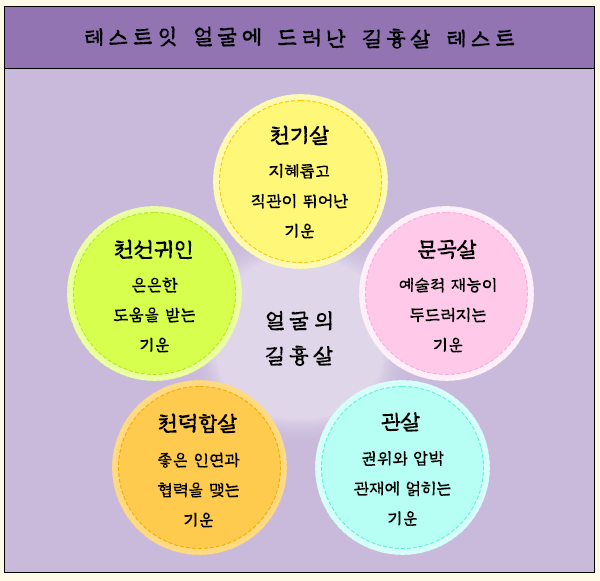 테스트잇 얼굴에 드러난 길흉살 테스트
천기살
지혜롭고
직관이 뛰어난
기운
천선귀인
은은한
도움을 받는
기운
문곡살
예술적 재능이
두드러지는
기운
얼굴의
길흉살
천덕합살
좋은 인연과
협력을 맺는
기운
관살
권위와 압박
관재에 얽히는
기운